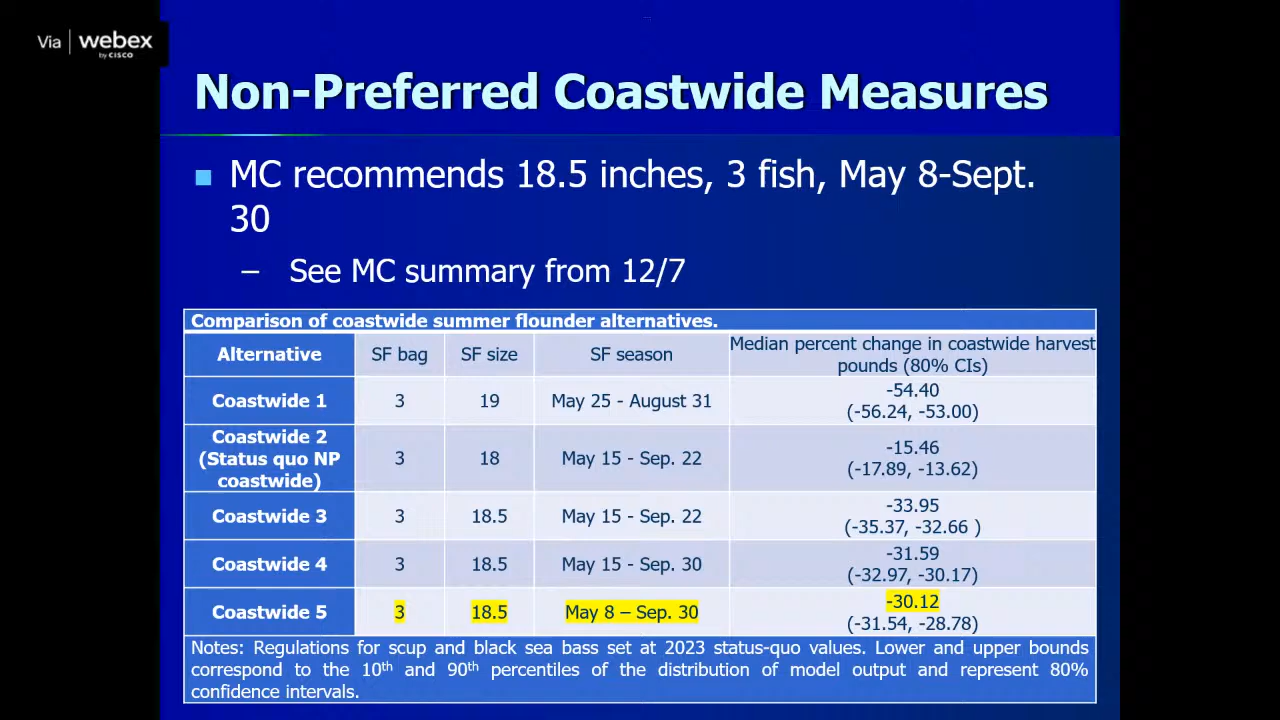 Via | webex
by CISCO
Non-Preferred Coastwide Measures
MC recommends 18.5 inches, 3 fish, May 8-Sept.
30
– See MC summary from 12/7
Comparison of coastwide summer flounder alternatives.
Alternative SF bag SF size SF season Median percent change in coastwide harvest
pounds (80% CIs)
Coastwide 1 3 19 May 25 - August 31 -54.40
(-56.24, -53.00)
Coastwide 2
(Status quo NP
coastwide) 3 18 May 15 - Sep. 22 -15.46
(-17.89, -13.62)
Coastwide 3 3 18.5 May 15 - Sep. 22 -33.95
(-35.37, -32.66 )
Coastwide 4 3 18.5 May 15 - Sep. 30 -31.59
(-32.97, -30.17)
Coastwide 5 3 18.5 May 8 – Sep. 30 -30.12
(-31.54, -28.78)
Notes: Regulations for scup and black sea bass set at 2023 status-quo values. Lower and upper bounds
correspond to the 10th and 90th percentiles of the distribution of model output and represent 80%
confidence intervals.